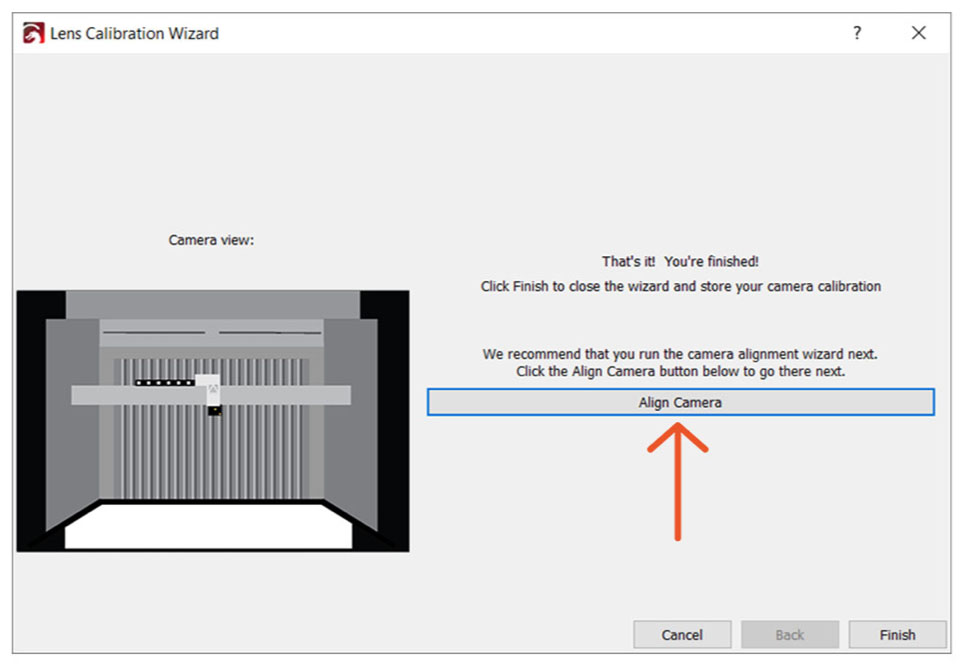 Lens Calibration Wizard
?
Camera view:
That's it!  You're finished!
Click Finish to close the wizard and store your camera calibration
We recommend that you run the camera alignment wizard next.
Click the Align Camera button below to go there next.
Align Camera
Cancel
Back
Finish